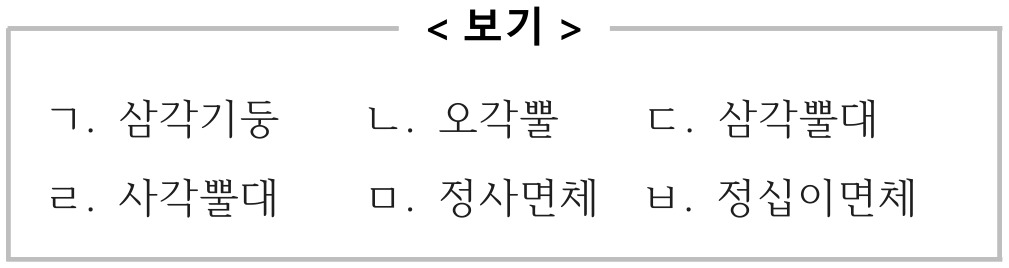 < 보기 >
ㄱ. 삼각기둥 ㄴ. 오각뿔 ㄷ. 삼각뿔대
ㄹ. 사각뿔대 ㅁ. 정사면체 ㅂ. 정십이면체